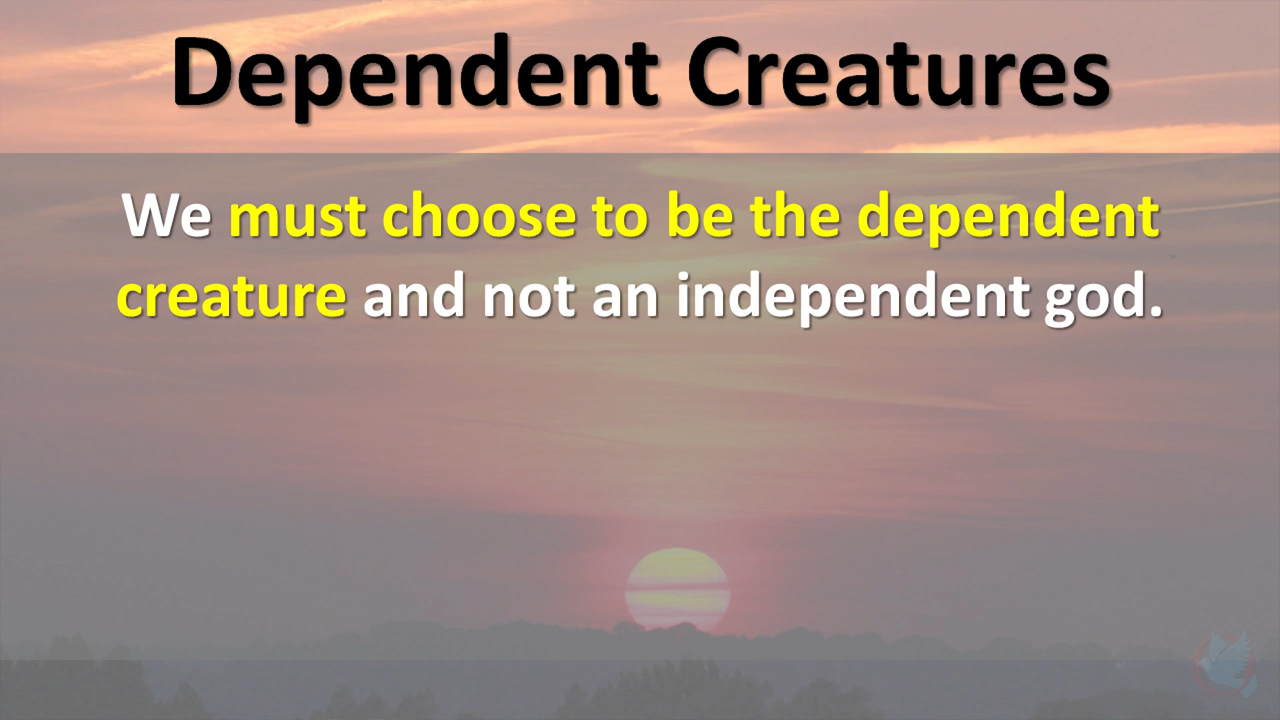 Dependent Creatures
We must choose to be the dependent
creature and not an independent god.